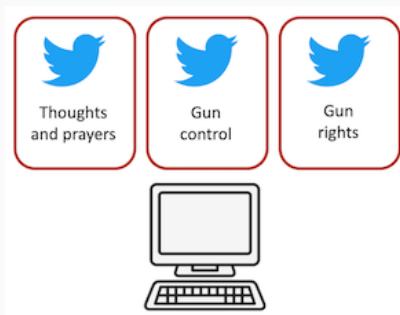 Thoughts
and prayers
Gun
control
Gun
rights